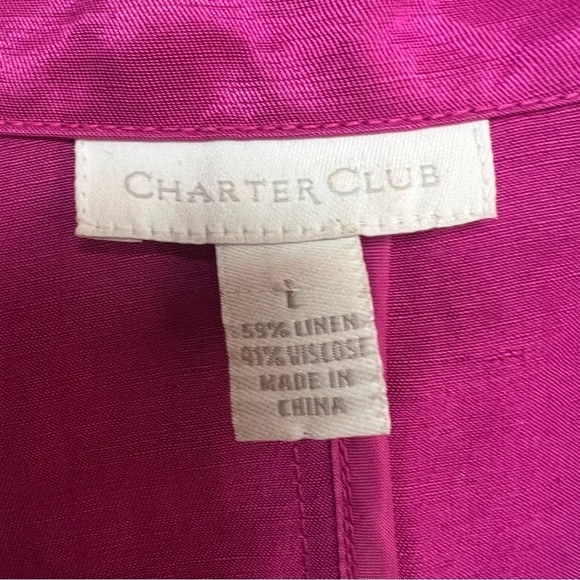 CHARTER CLUB
L
59% LINEN
41% VISCOSE
MADE IN
CHINA